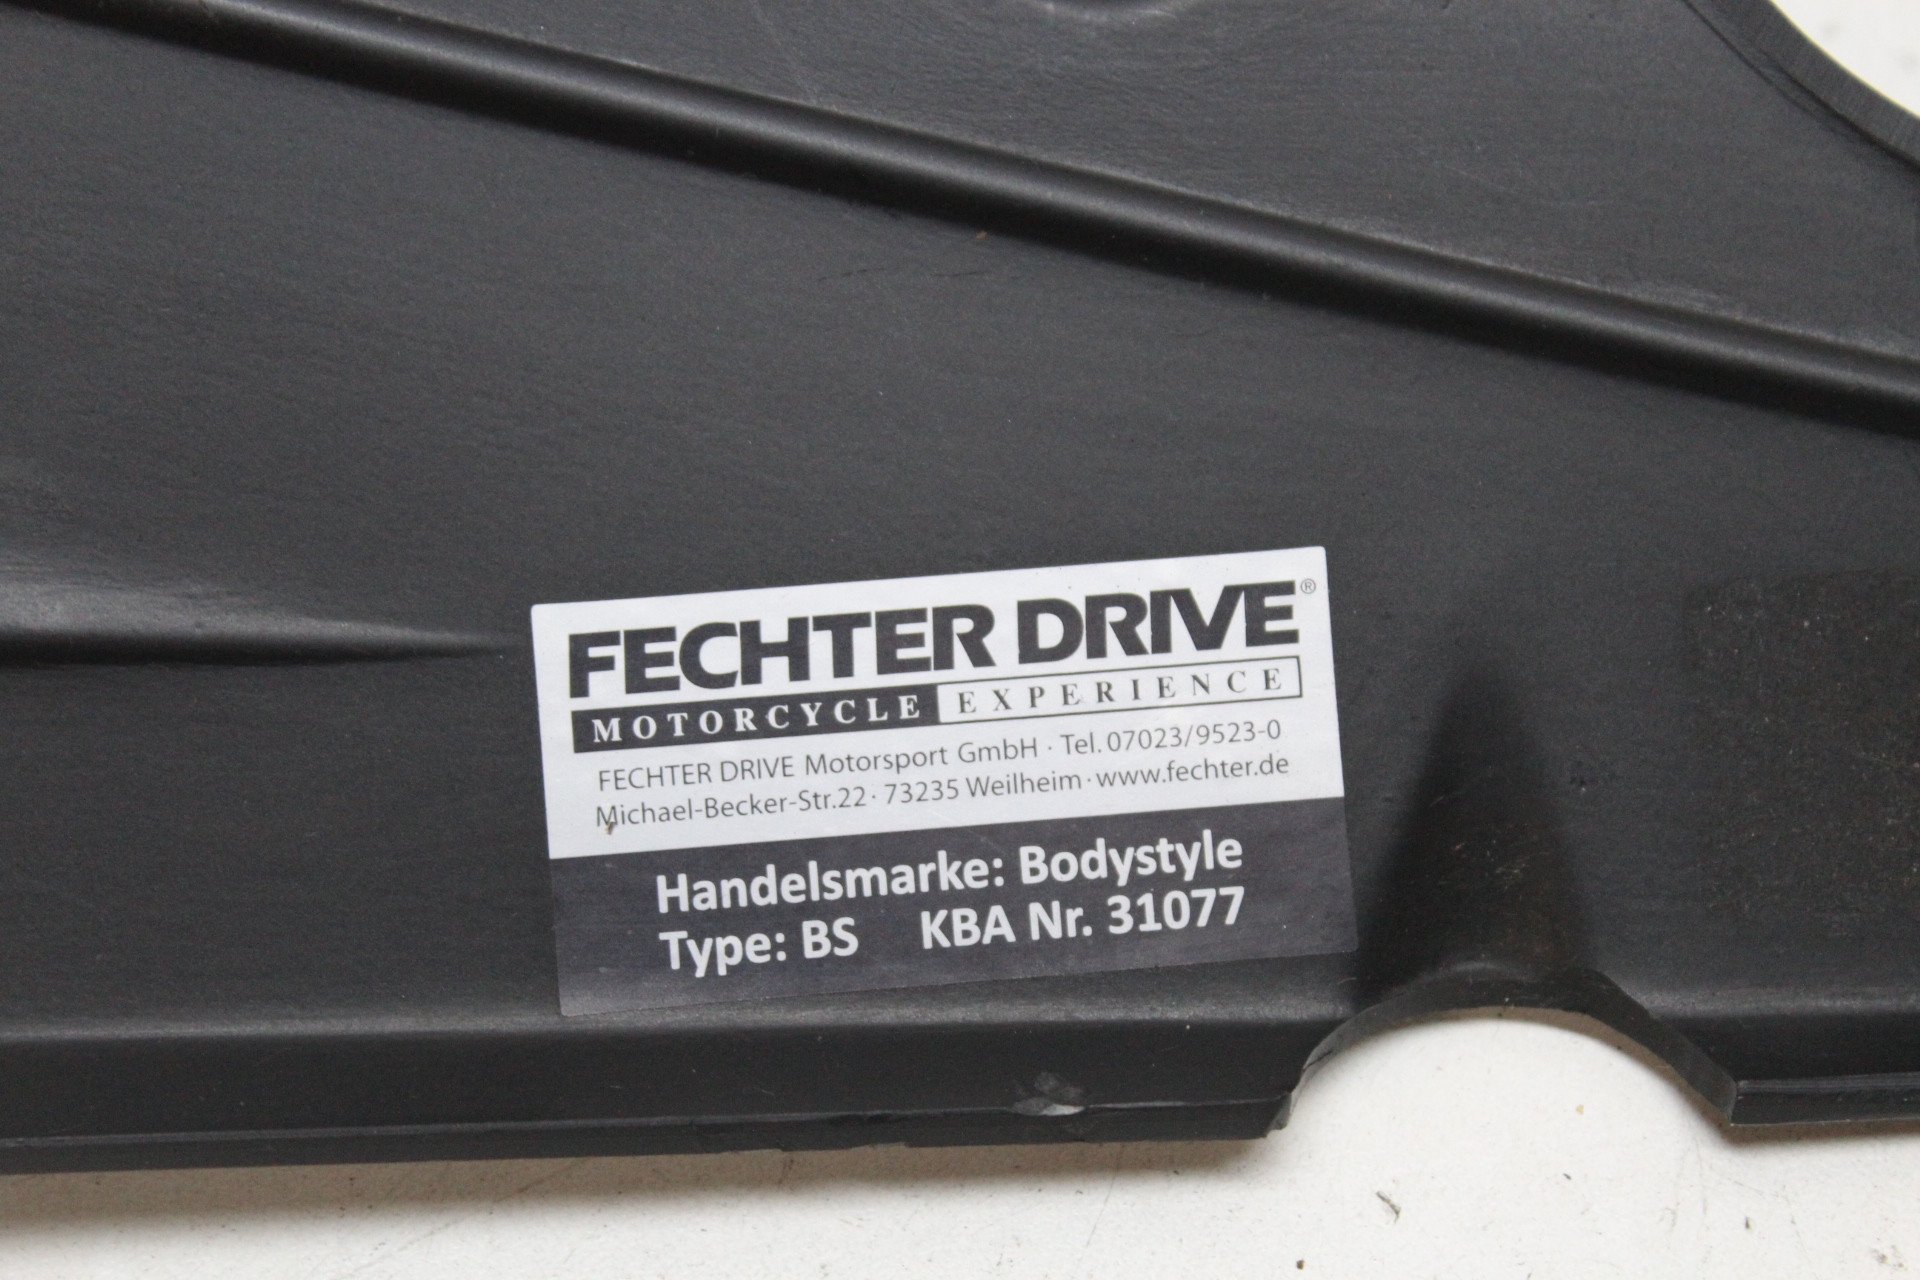 FECHTER DRIVE®
MOTORCYCLE EXPERIENCE
FECHTER DRIVE Motorsport GmbH · Tel. 07023/9523-0
Michael-Becker-Str.22 · 73235 Weilheim · www.fechter.de
Handelsmarke: Bodystyle
Type: BS KBA Nr. 31077